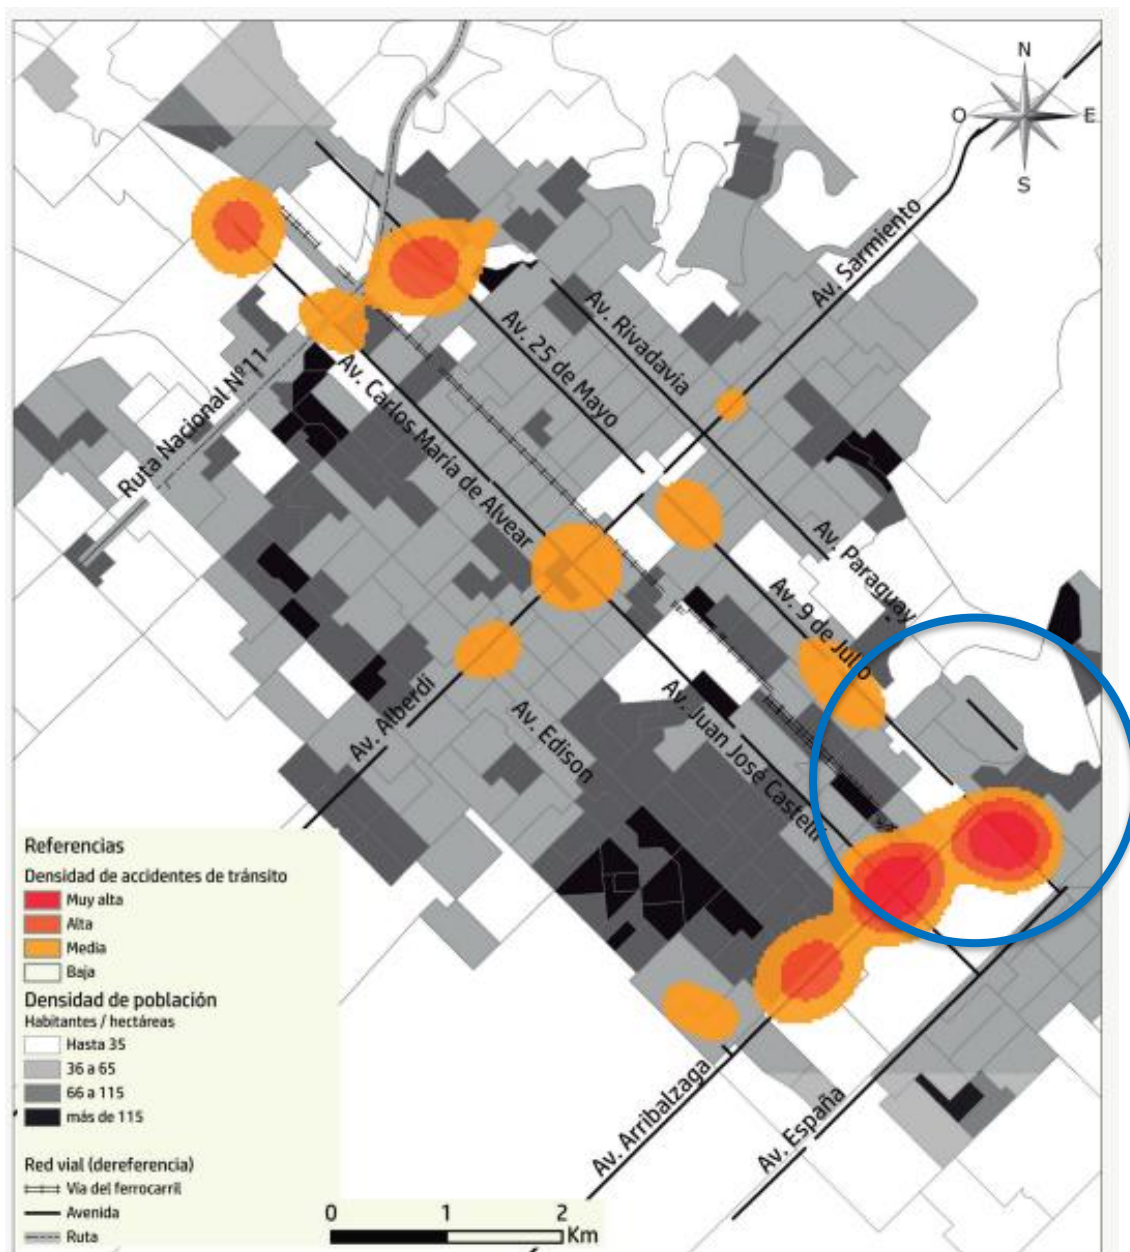 N
O
E
S
Av. Sarmiento
Av. Rivadavia
Av. 25 de Mayo
Ruta Nacional Nº11
Av. Carlos María de Alvear
Av. Paraguay
Av. 9 de Julio
Av. Alberdi
Av. Edison
Av. Juan José Castelli
Av. Arribalzaga
Av. España
Referencias
Densidad de accidentes de tránsito
Muy alta
Alta
Media
Baja
Densidad de población
Habitantes / hectáreas
Hasta 35
36 a 65
66 a 115
más de 115
Red vial (dereferencia)
Vía del ferrocarril
Avenida
Ruta
0 1 2
Km